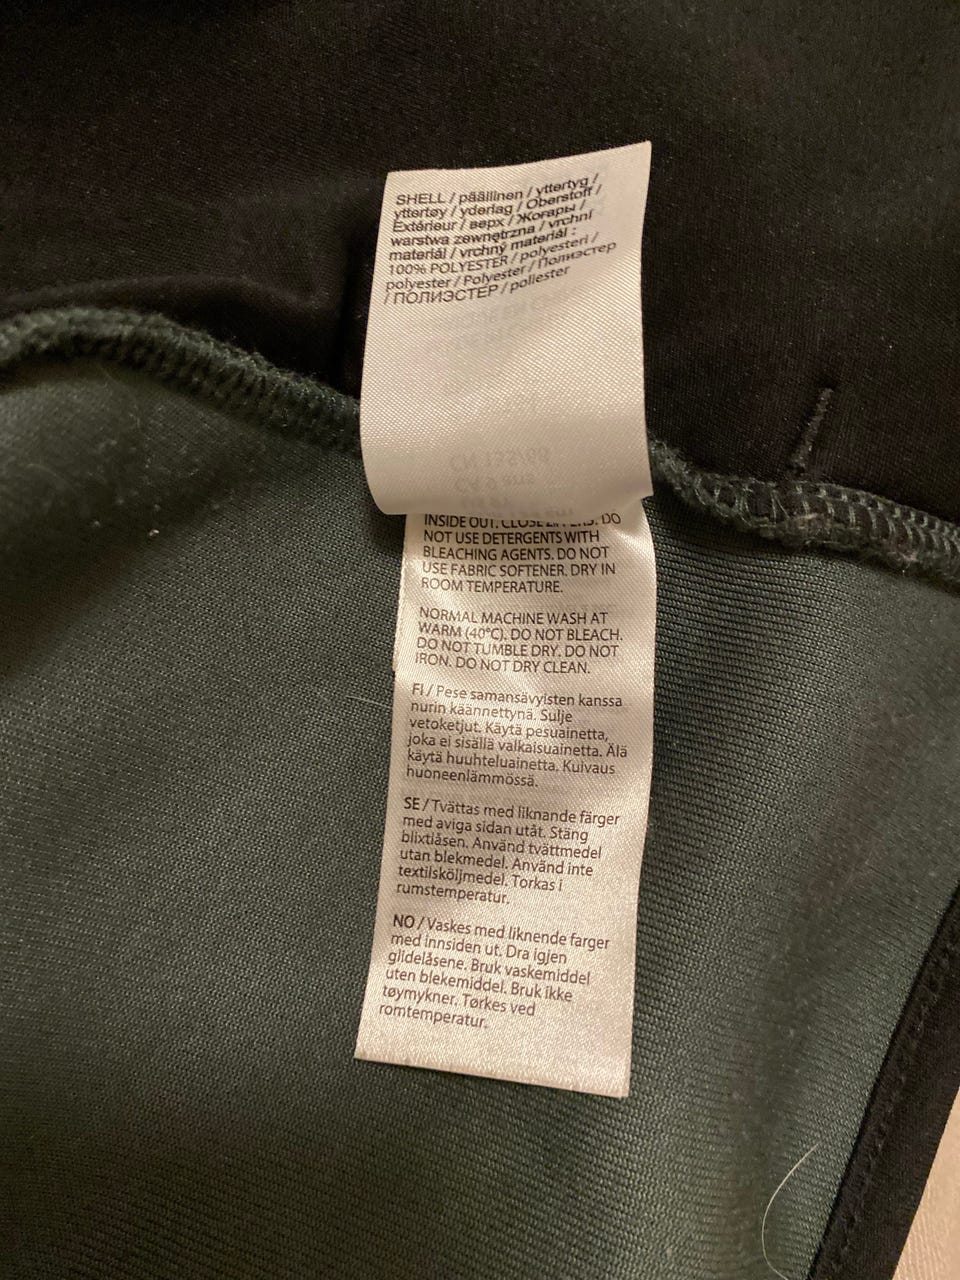 SHELL / päällinen / yttertyg /
yttertøy / yderlag / Oberstoff /
Extérieur / верх / Жоғары /
warstwa zewnętrzna / vrchní
materiál / vrchný materiál :
100% POLYESTER / polyesteri /
polyester / Polyester / Полиэстер
/ ПОЛИЭСТЕР / poliester
INSIDE OUT. CLOSE ZIPPERS. DO
NOT USE DETERGENTS WITH
BLEACHING AGENTS. DO NOT
USE FABRIC SOFTENER. DRY IN
ROOM TEMPERATURE.
NORMAL MACHINE WASH AT
WARM (40°C). DO NOT BLEACH.
DO NOT TUMBLE DRY. DO NOT
IRON. DO NOT DRY CLEAN.
FI / Pese samansävyisten kanssa
nurin käännettynä. Sulje
vetoketjut. Käytä pesuainetta,
joka ei sisällä valkaisuainetta. Älä
käytä huuhteluainetta. Kuivaus
huoneenlämmössä.
SE / Tvättas med liknande färger
med aviga sidan utåt. Stäng
blixtlåsen. Använd tvättmedel
utan blekmedel. Använd inte
textilsköljmedel. Torkas i
rumstemperatur.
NO / Vaskes med liknende farger
med innsiden ut. Dra igjen
glidelåsene. Bruk vaskemiddel
uten blekemiddel. Bruk ikke
tøymykner. Tørkes ved
romtemperatur.